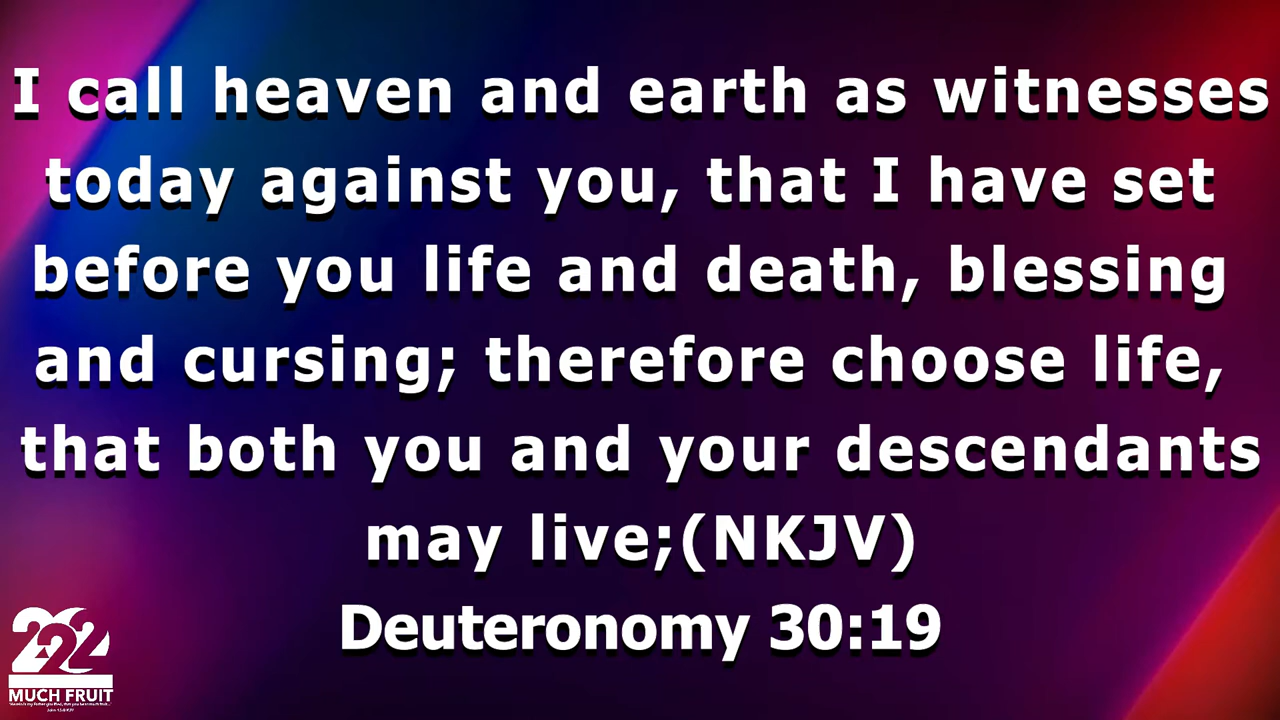 I call heaven and earth as witnesses
today against you, that I have set
before you life and death, blessing
and cursing; therefore choose life,
that both you and your descendants
may live;(NKJV)
Deuteronomy 30:19
MUCH FRUIT